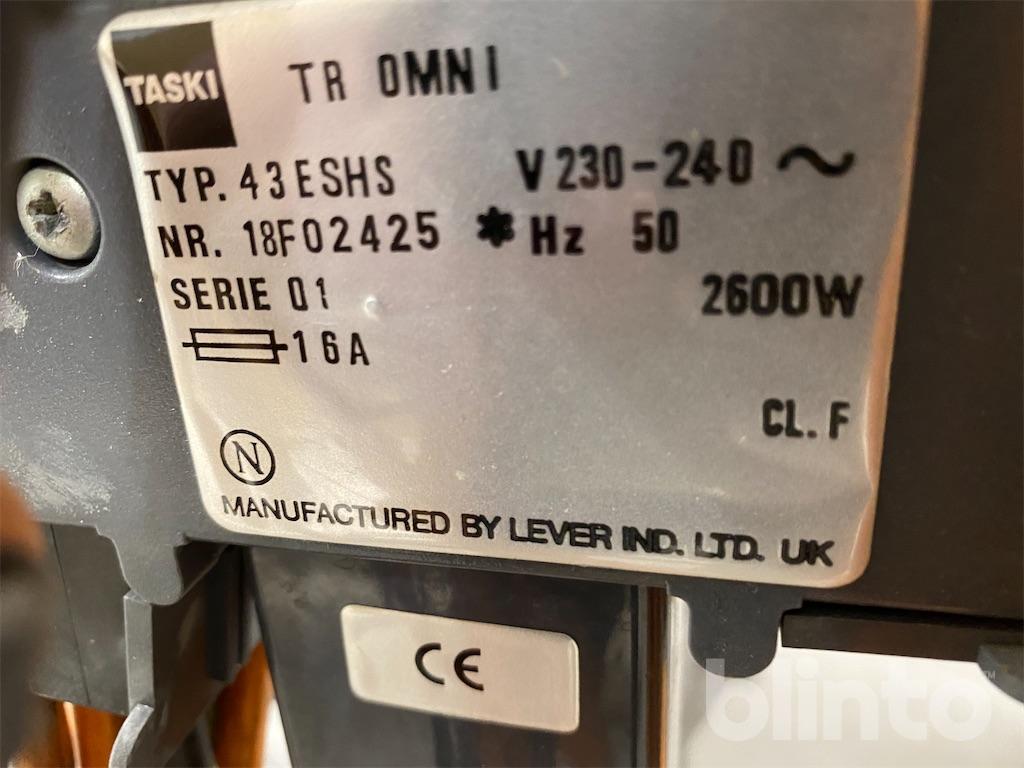 TASKI TR OMNI
TYP. 43ESHS V 230-240 ~
NR. 18F02425 * Hz 50
SERIE 01 2600W
16A
CL. F
N
MANUFACTURED BY LEVER IND. LTD. UK
CE
blinto™